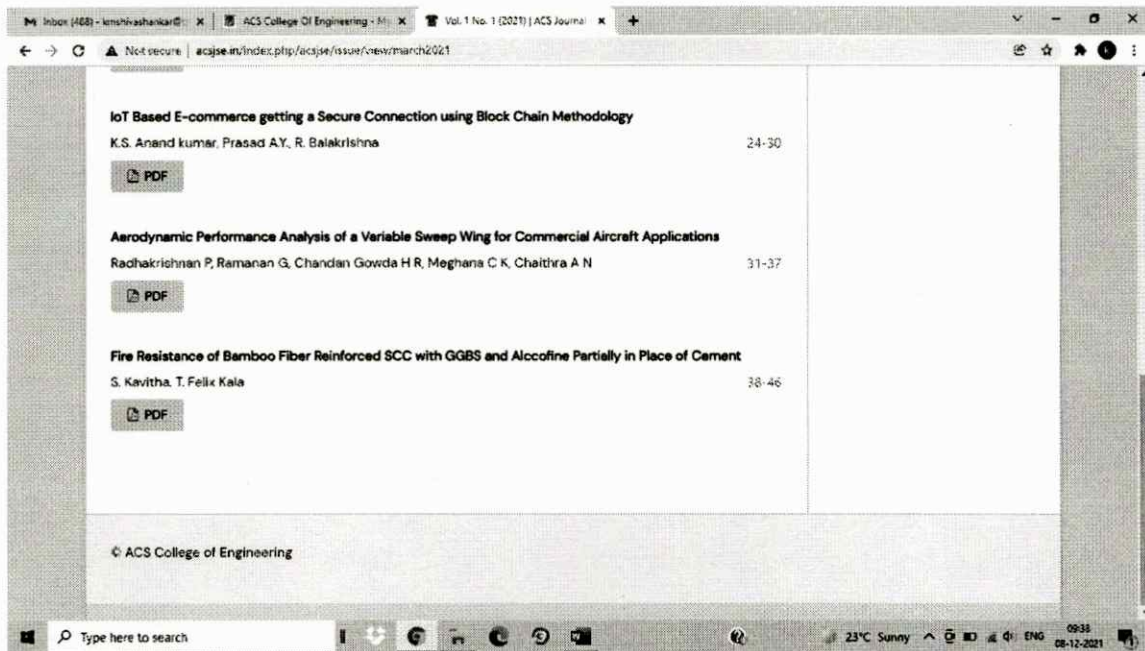 Inbox (468) - kmshivashankar@
ACS College Of Engineering - M
Vol. 1 No. 1 (2021) | ACS Journal
Not secure | acsjse.in/index.php/acsjse/issue/view/march2021
IoT Based E-commerce getting a Secure Connection using Block Chain Methodology
K.S. Anand kumar, Prasad A.Y., R. Balakrishna 24-30
PDF
Aerodynamic Performance Analysis of a Variable Sweep Wing for Commercial Aircraft Applications
Radhakrishnan P, Ramanan G, Chandan Gowda H R, Meghana C K, Chaithra A N 31-37
PDF
Fire Resistance of Bamboo Fiber Reinforced SCC with GGBS and Alccofine Partially in Place of Cement
S. Kavitha, T. Felix Kala 38-46
PDF
© ACS College of Engineering
Type here to search
23°C Sunny ENG 09:38
08-12-2021